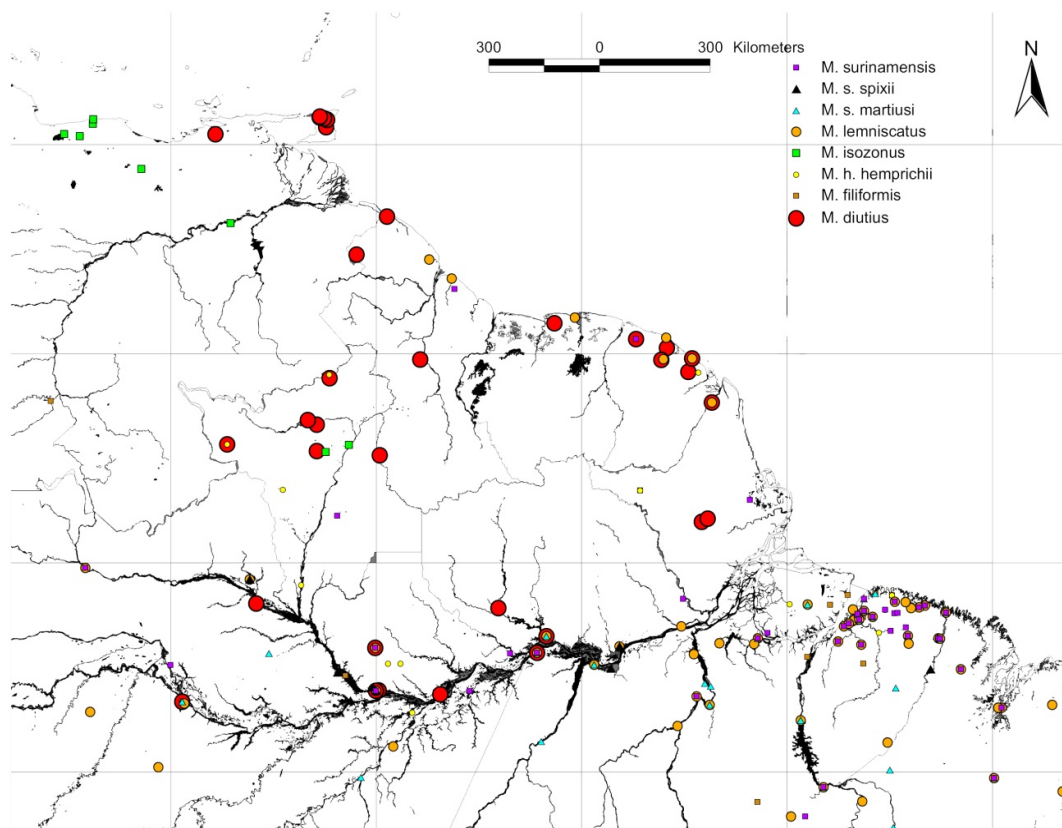 300 0 300 Kilometers
N
M. surinamensis
M. s. spixii
M. s. martiusi
M. lemniscatus
M. isozonus
M. h. hemprichii
M. filiformis
M. diutius